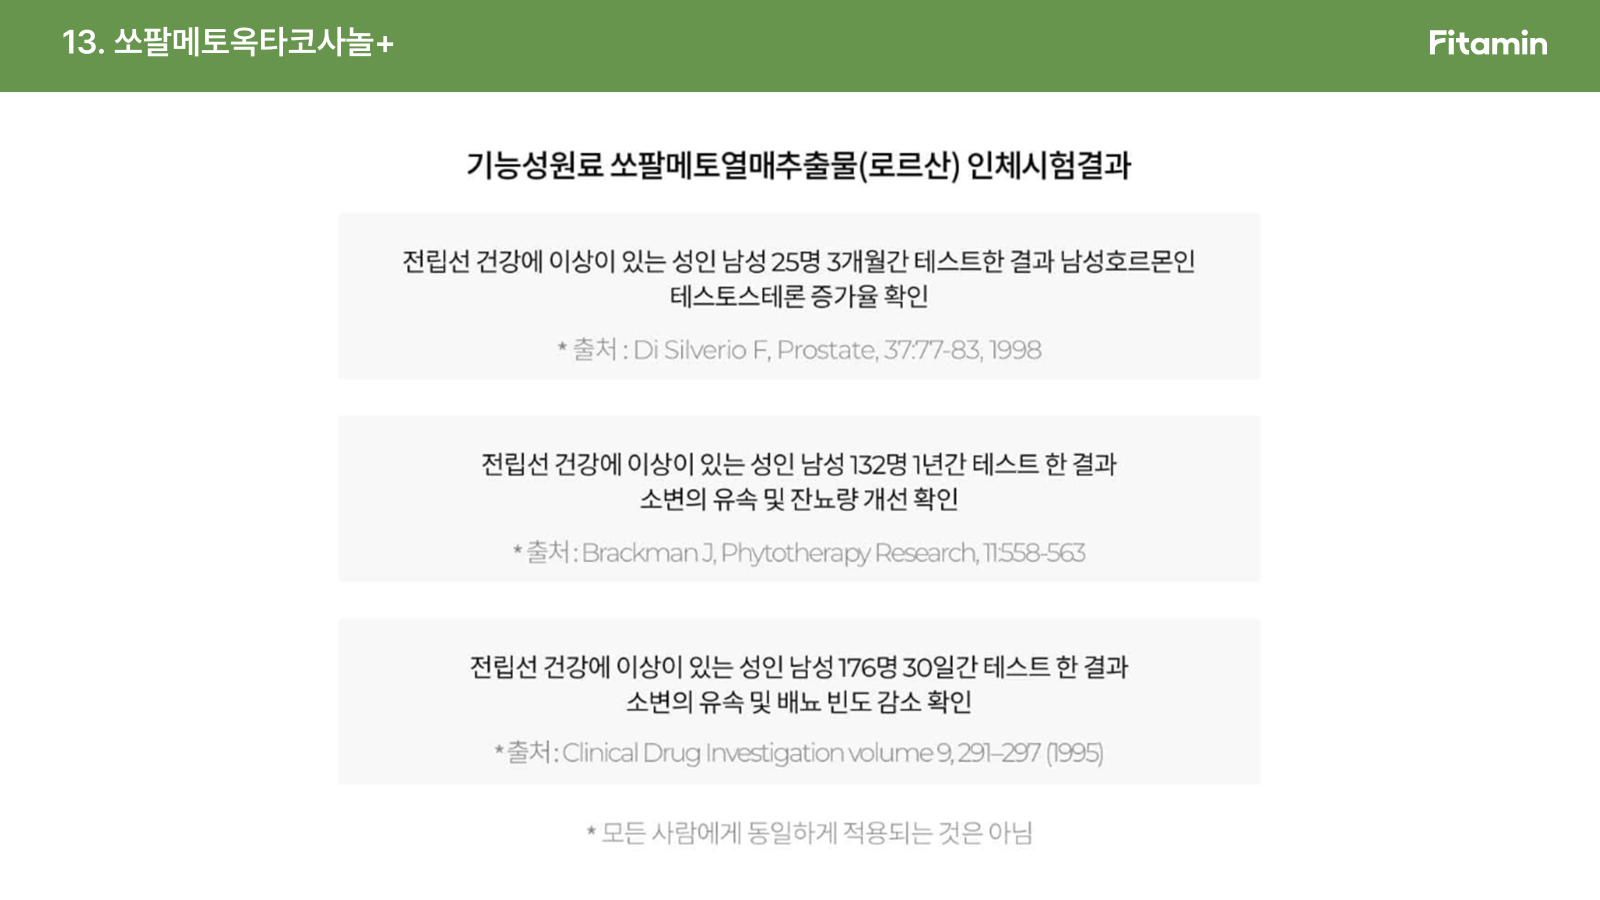 13. 쏘팔메토옥타코사놀+
Fitamin
기능성원료 쏘팔메토열매추출물(로르산) 인체시험결과
전립선 건강에 이상이 있는 성인 남성 25명 3개월간 테스트한 결과 남성호르몬인
테스토스테론 증가율 확인
* 출처 : Di Silverio F, Prostate, 37:77-83, 1998
전립선 건강에 이상이 있는 성인 남성 132명 1년간 테스트 한 결과
소변의 유속 및 잔뇨량 개선 확인
* 출처 : Brackman J, Phytotherapy Research, 11:558-563
전립선 건강에 이상이 있는 성인 남성 176명 30일간 테스트 한 결과
소변의 유속 및 배뇨 빈도 감소 확인
* 출처 : Clinical Drug Investigation volume 9, 291–297 (1995)
* 모든 사람에게 동일하게 적용되는 것은 아님